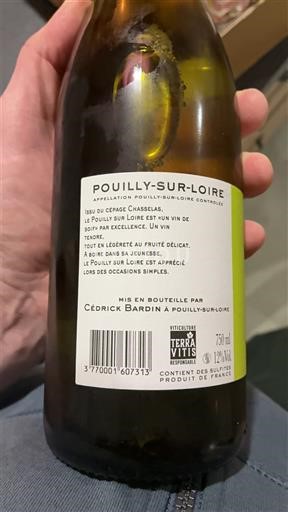 POUILLY-SUR-LOIRE
APPELLATION POUILLY-SUR-LOIRE CONTRÔLÉE
ISSU DU CÉPAGE CHASSELAS,
LE POUILLY SUR LOIRE EST «UN VIN DE
SOIF» PAR EXCELLENCE. UN VIN
TENDRE,
TOUT EN LÉGÈRETÉ AU FRUITÉ DÉLICAT.
A BOIRE DANS SA JEUNESSE,
LE POUILLY SUR LOIRE EST APPRÉCIÉ
LORS DES OCCASIONS SIMPLES.
MIS EN BOUTEILLE PAR
CÉDRICK BARDIN À POUILLY-SUR-LOIRE
3 770001 607313
VITICULTURE
TERRA
VITIS
RESPONSABLE
750 ml
12%Vol.
CONTIENT DES SULFITES
PRODUIT DE FRANCE